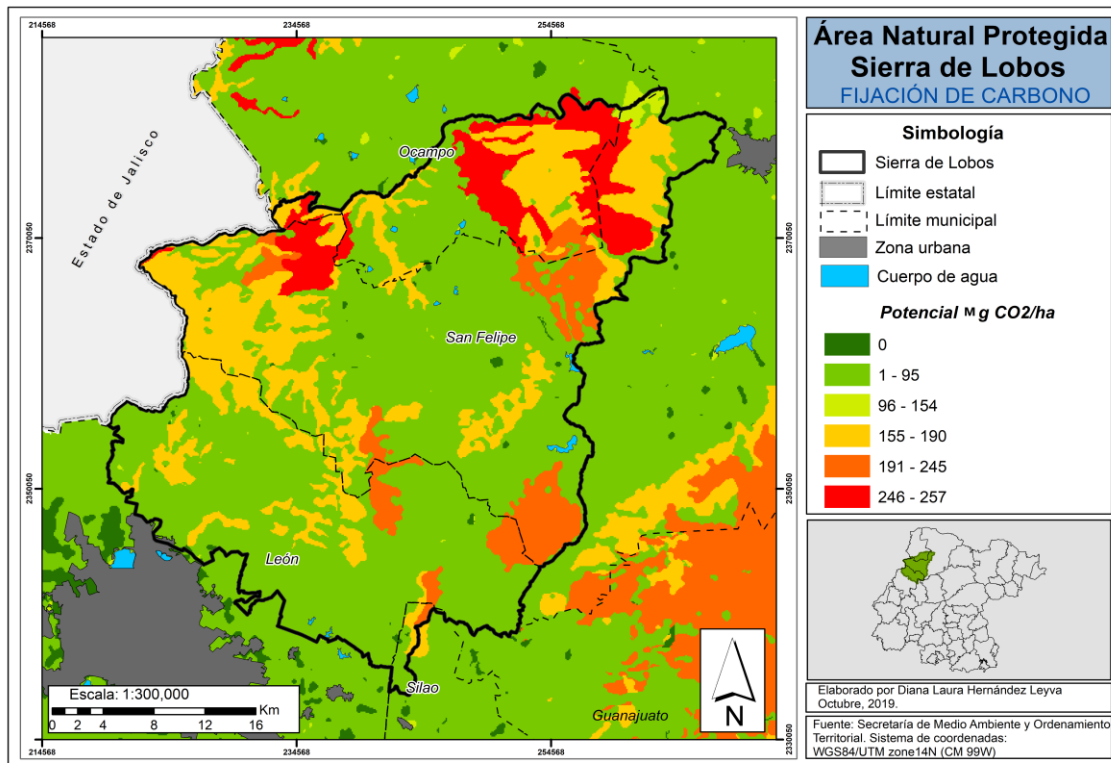 214568
234568
254568
2370050
2350050
2330050
2370050
2350050
214568
234568
254568
Estado de Jalisco
Ocampo
San Felipe
León
Silao
Guanajuato
Escala: 1:300,000
0 2 4 8 12 16
Km
N
Área Natural Protegida
Sierra de Lobos
FIJACIÓN DE CARBONO
Simbología
Sierra de Lobos
Límite estatal
Límite municipal
Zona urbana
Cuerpo de agua
Potencial Mg CO2/ha
0
1 - 95
96 - 154
155 - 190
191 - 245
246 - 257
Elaborado por Diana Laura Hernández Leyva
Octubre, 2019.
Fuente: Secretaría de Medio Ambiente y Ordenamiento
Territorial. Sistema de coordenadas:
WGS84/UTM zone14N (CM 99W)